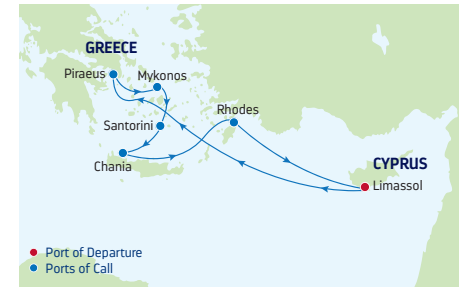 GREECE
Piraeus
Mykonos
Rhodes
Santorini
Chania
CYPRUS
Limassol
Port of Departure
Ports of Call